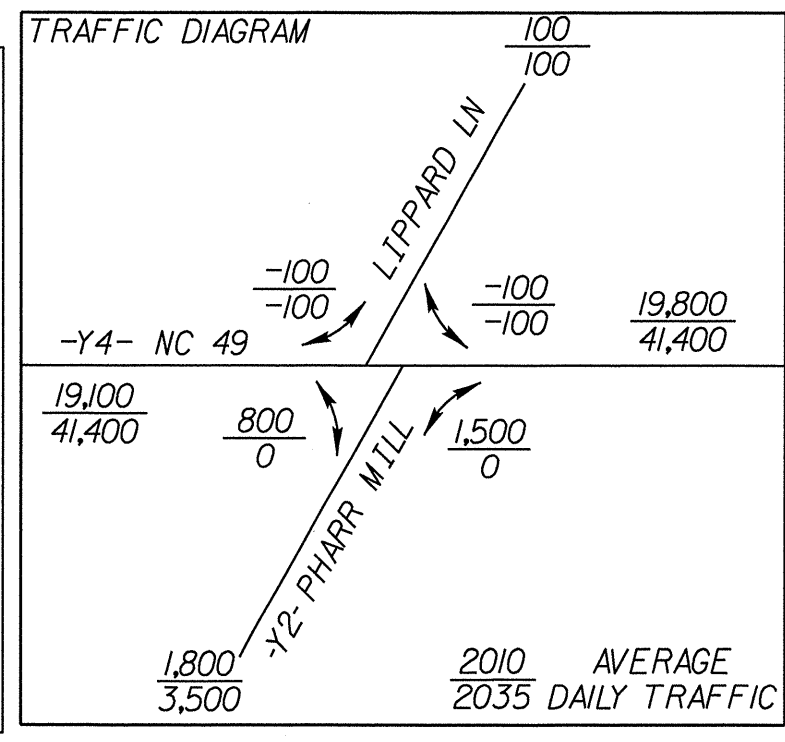 TRAFFIC DIAGRAM
100
100
LIPPARD LN
-100
-100
-100
-100
19,800
41,400
-Y4- NC 49
19,100
41,400
800
0
1,500
0
-Y2- PHARR MILL
1,800
3,500
2010 AVERAGE
2035 DAILY TRAFFIC